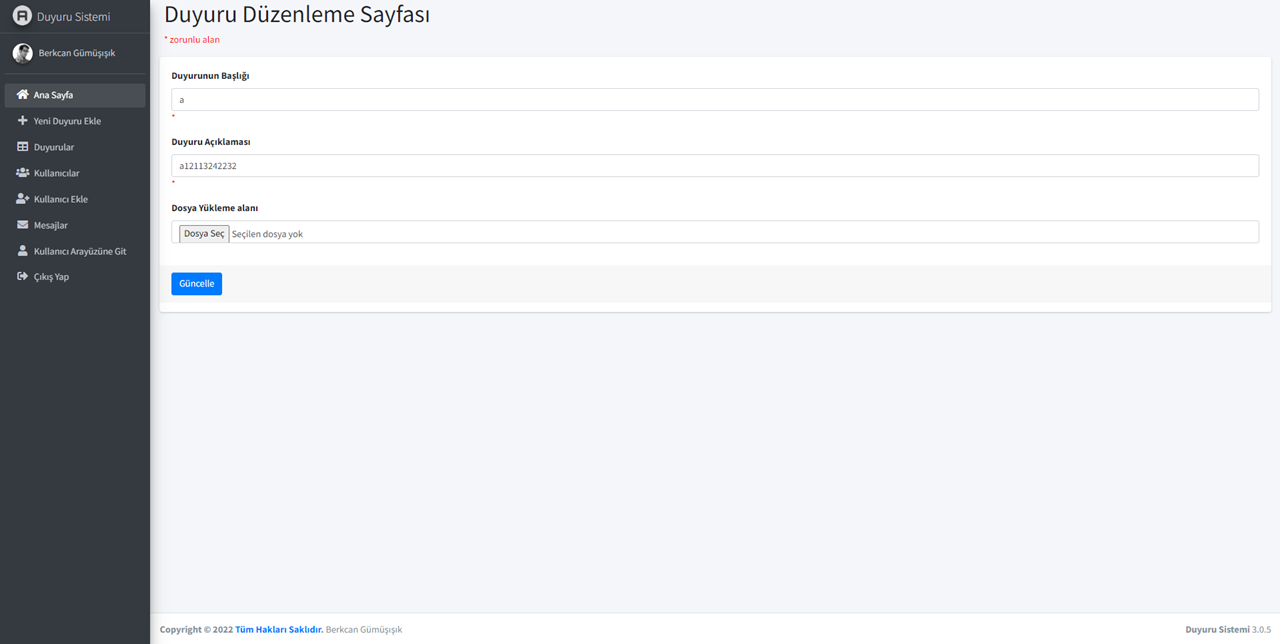 Duyuru Sistemi
Berkcan Gümüşışık
Ana Sayfa
Yeni Duyuru Ekle
Duyurular
Kullanıcılar
Kullanıcı Ekle
Mesajlar
Kullanıcı Arayüzüne Git
Çıkış Yap
Duyuru Düzenleme Sayfası
* zorunlu alan
Duyurunun Başlığı
a
*
Duyuru Açıklaması
a12113242232
*
Dosya Yükleme alanı
Dosya Seç Seçilen dosya yok
Güncelle
Copyright © 2022 Tüm Hakları Saklıdır. Berkcan Gümüşışık
Duyuru Sistemi 3.0.5